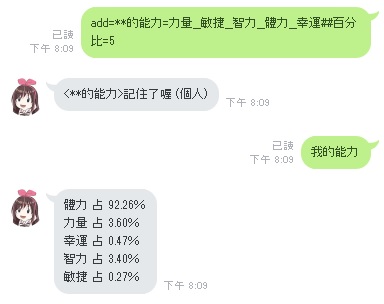 add=**的能力=力量_敏捷_智力_體力_幸運##百分
比=5
已讀
下午 8:09
<**的能力>記住了喔(個人)
下午 8:09
已讀
下午 8:09
我的能力
體力 占 92.26%
力量 占 3.60%
幸運 占 0.47%
智力 占 3.40%
敏捷 占 0.27%
下午 8:09